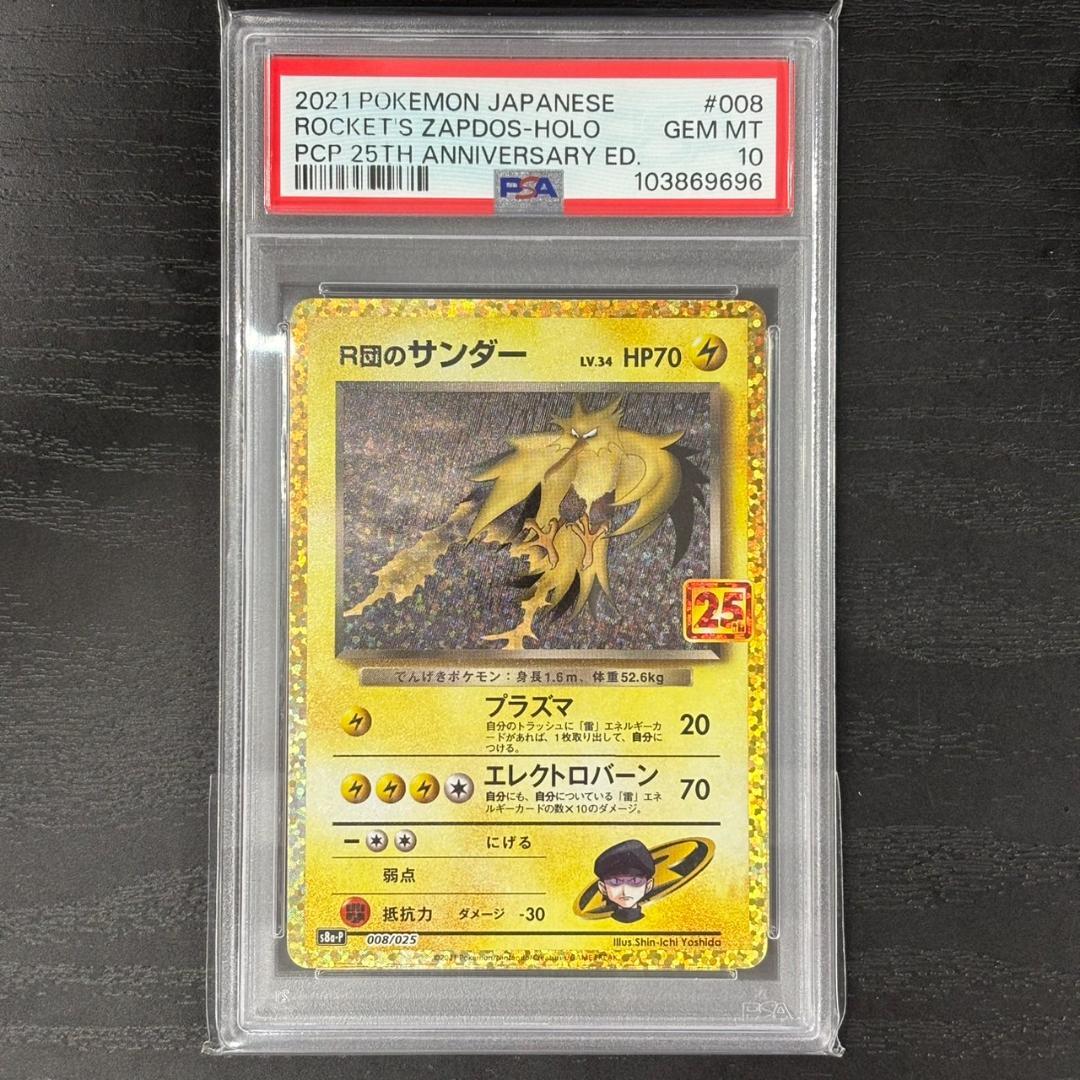 2021 POKEMON JAPANESE #008
ROCKET'S ZAPDOS-HOLO GEM MT
PCP 25TH ANNIVERSARY ED. 10
PSA 103869696
R団のサンダー LV.34 HP70
25th
でんげきポケモン：身長1.6m、体重52.6kg
プラズマ 20
自分のトラッシュに「雷」エネルギーカ
ードがあれば、1枚取り出して、自分に
つける。
エレクトロバーン 70
自分にも、自分についている「雷」エネ
ルギーカードの数×10のダメージ。
にげる
弱点
抵抗力 ダメージ -30
s8a-P 008/025
Illus.Shin-ichi Yoshida
©2021 Pokémon/Nintendo/Creatures/GAME FREAK.
PSA